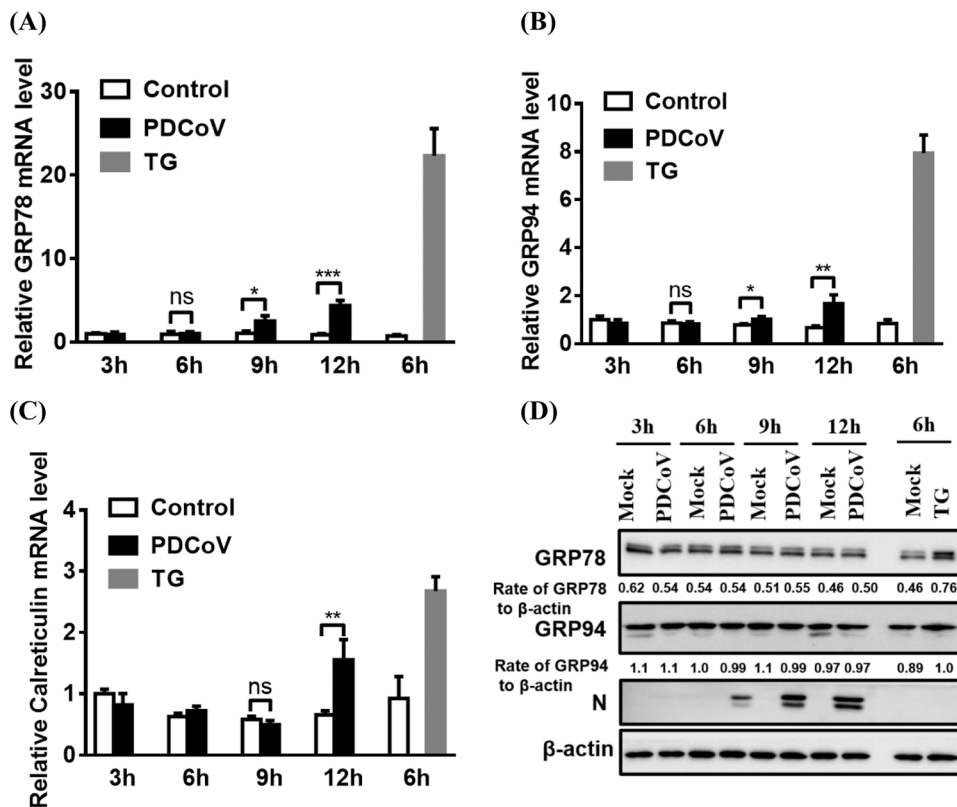 (A)
Relative GRP78 mRNA level
30
20
10
0
Control
PDCoV
TG
ns
*
***
3h 6h 9h 12h 6h
(B)
Relative GRP94 mRNA level
10
8
6
4
2
0
Control
PDCoV
TG
ns
*
**
3h 6h 9h 12h 6h
(C)
Relative Calreticulin mRNA level
4
3
2
1
0
Control
PDCoV
TG
ns
**
3h 6h 9h 12h 6h
(D)
3h 6h 9h 12h 6h
Mock PDCoV Mock PDCoV Mock PDCoV Mock PDCoV Mock TG
GRP78
Rate of GRP78 0.62 0.54 0.54 0.54 0.51 0.55 0.46 0.50 0.46 0.76
to β-actin
GRP94
Rate of GRP94 1.1 1.1 1.0 0.99 1.1 0.99 0.97 0.97 0.89 1.0
to β-actin
N
β-actin